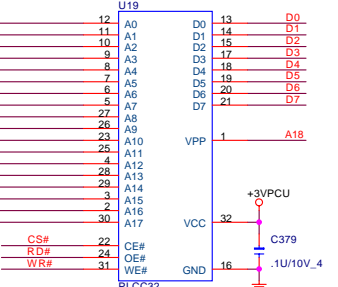 U19
12 A0 D0 13 D0
11 A1 D1 14 D1
10 A2 D2 15 D2
9 A3 D3 17 D3
8 A4 D4 18 D4
7 A5 D5 19 D5
6 A6 D6 20 D6
5 A7 D7 21 D7
27 A8
26 A9
23 A10 VPP 1 A18
25 A11
4 A12
28 A13
29 A14
3 A15
2 A16
30 A17
+3VPCU
VCC 32
CS# 22 CE#
RD# 24 OE#
WR# 31 WE#
GND 16
C379
.1U/10V_4
PLCC32